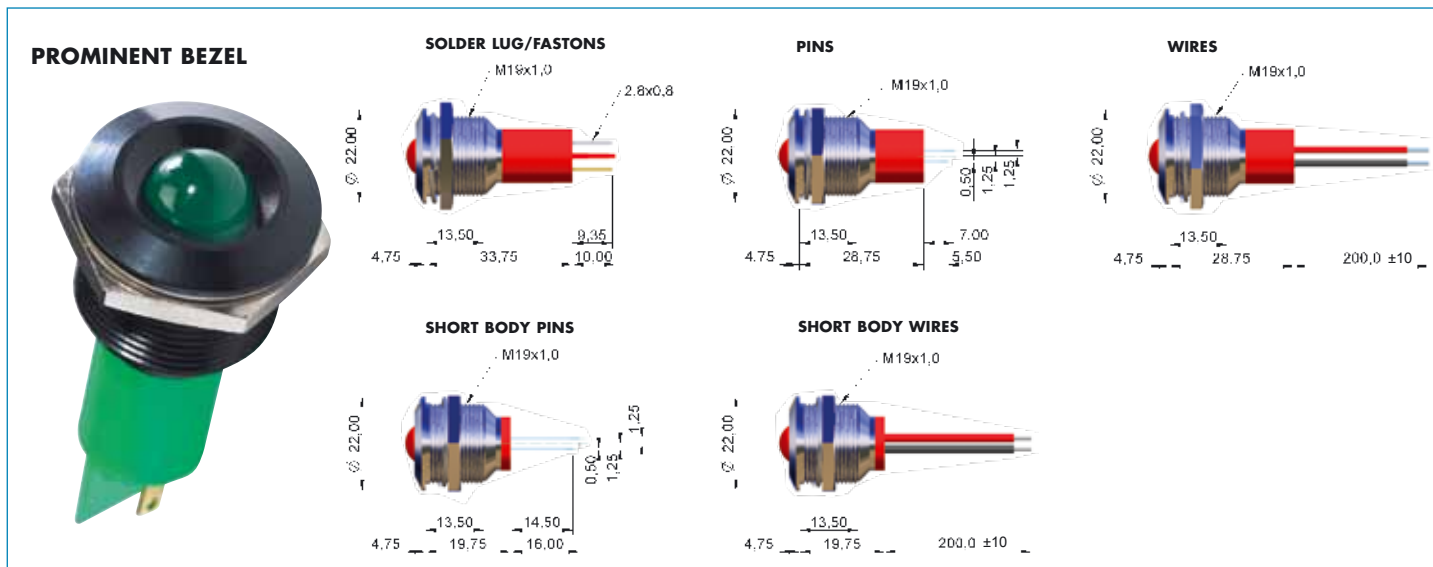 PROMINENT BEZEL
SOLDER LUG/FASTONS
M19x1,0
2.8x0,8
Ø 22,00
13,50
9,35
4,75
33,75
10,00
PINS
M19x1,0
Ø 22,00
0,50
1,25
1,25
13,50
7.00
4.75
28,75
5,50
WIRES
M19x1,0
Ø 22,00
13.50
4,75
28,75
200,0 ±10
SHORT BODY PINS
M19x1,0
Ø 22,00
1,25
0,50
1,25
13,50
14,50
4,75
19,75
16,00
SHORT BODY WIRES
M19x1,0
Ø 22,00
13,50
4,75
19,75
200.0 ±10